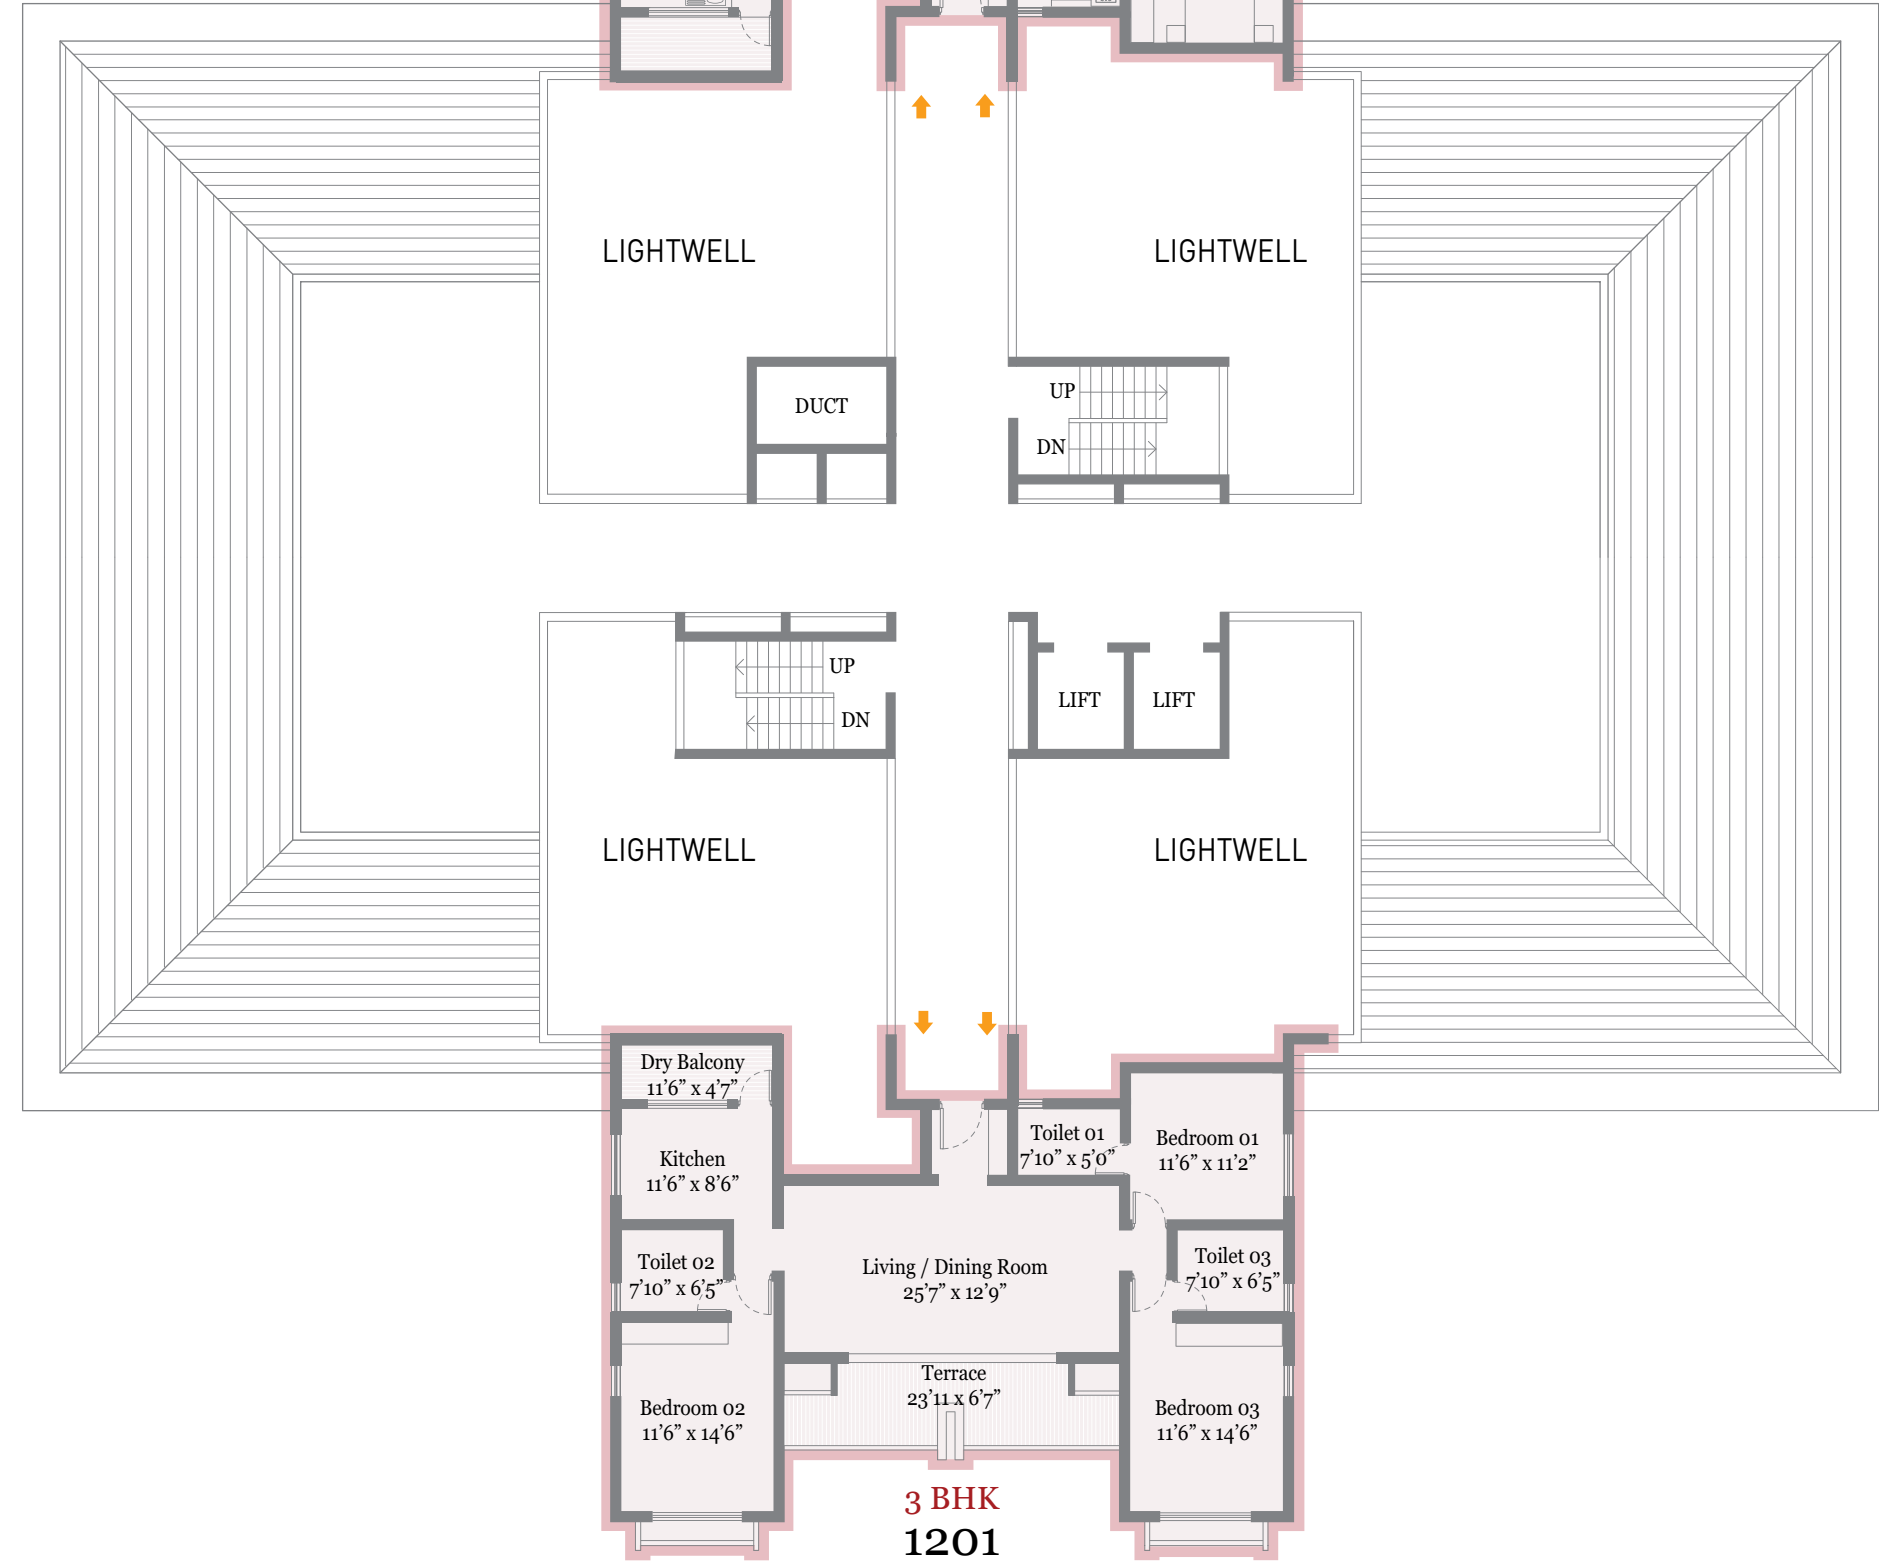 LIGHTWELL
LIGHTWELL
DUCT
UP
DN
UP
DN
LIFT
LIFT
LIGHTWELL
LIGHTWELL
Dry Balcony
11’6” x 4’7”
Kitchen
11’6” x 8’6”
Toilet 01
7’10” x 5’0”
Bedroom 01
11’6” x 11’2”
Toilet 02
7’10” x 6’5”
Living / Dining Room
25’7” x 12’9”
Toilet 03
7’10” x 6’5”
Terrace
23’11 x 6’7”
Bedroom 02
11’6” x 14’6”
Bedroom 03
11’6” x 14’6”
3 BHK
1201